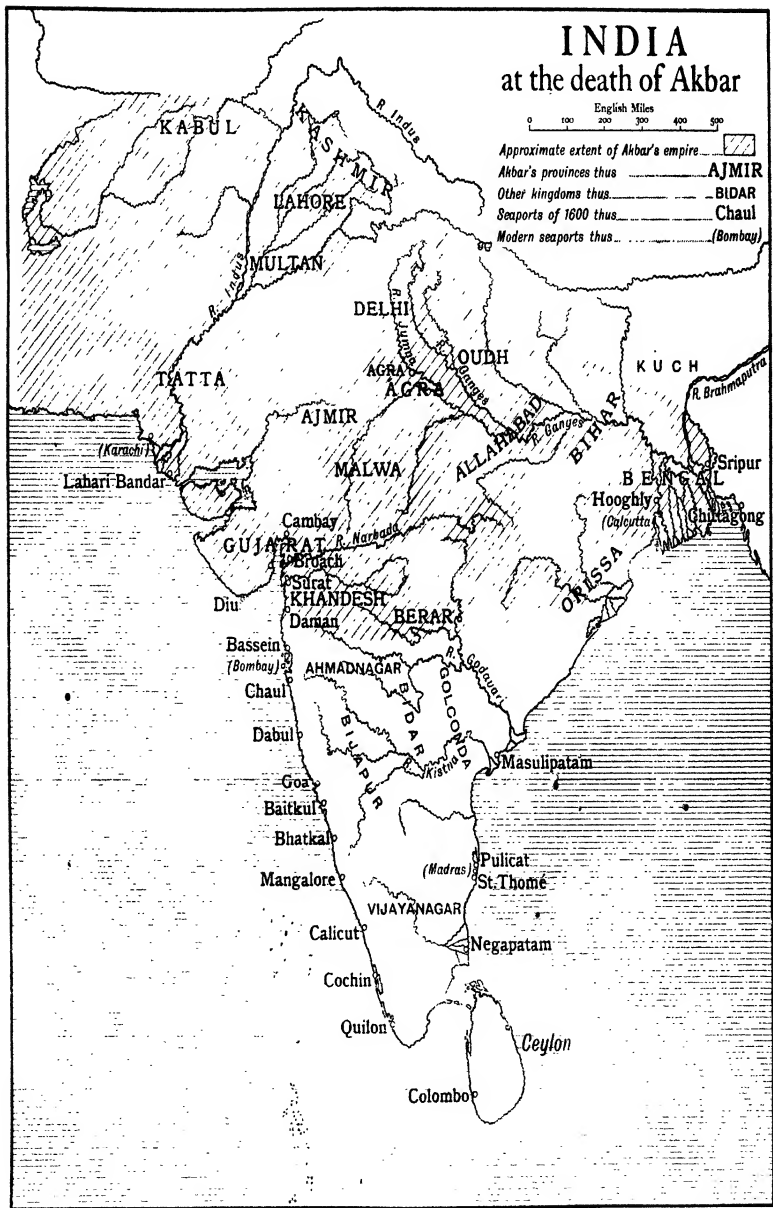 INDIA
at the death of Akbar
English Miles
0 100 200 300 400 500
Approximate extent of Akbar's empire
Akbar's provinces thus AJMIR
Other kingdoms thus BIDAR
Seaports of 1600 thus Chaul
Modern seaports thus (Bombay)
KABUL
KASHMIR
R. Indus
LAHORE
MULTAN
R. Indus
DELHI
R. Jumna
R. Ganges
OUDH
AGRA
AGRA
KUCH
R. Brahmaputra
TATTA
AJMIR
ALLAHABAD
R. Ganges
BIHAR
(Karachi)
Lahari Bandar
MALWA
Sripur
BENGAL
Hooghly
(Calcutta)
Chittagong
Cambay
R. Narbada
GUJARAT
Broach
Surat
ORISSA
Diu
KHANDESH
Daman
BERAR
Bassein
(Bombay)
AHMADNAGAR
R. Godavari
Chaul
BIDAR
GOLCONDA
Dabul
BIJAPUR
R. Kistna
Masulipatam
Goa
Baitkul
Bhatkal
Pulicat
(Madras)
St. Thomé
Mangalore
VIJAYANAGAR
Calicut
Negapatam
Cochin
Quilon
Ceylon
Colombo